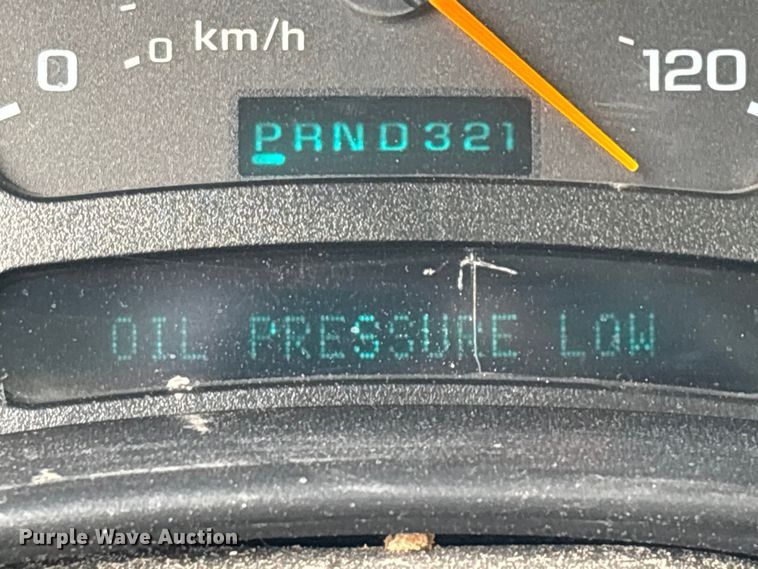 km/h
0
0
120
PRND321
OIL PRESSURE LOW
Purple Wave Auction